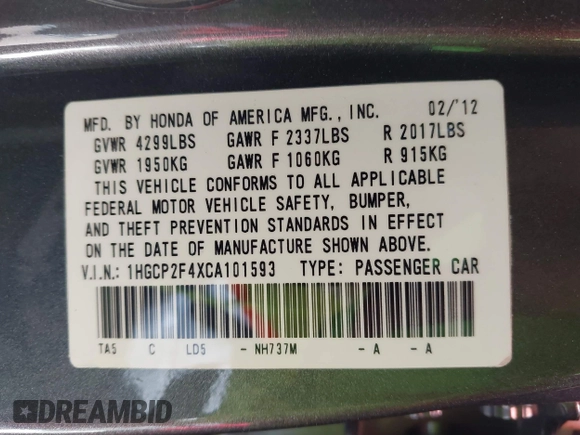 MFD. BY HONDA OF AMERICA MFG., INC. 02/'12
GVWR 4299LBS GAWR F 2337LBS R 2017LBS
GVWR 1950KG GAWR F 1060KG R 915KG
THIS VEHICLE CONFORMS TO ALL APPLICABLE
FEDERAL MOTOR VEHICLE SAFETY, BUMPER,
AND THEFT PREVENTION STANDARDS IN EFFECT
ON THE DATE OF MANUFACTURE SHOWN ABOVE.
V.I.N.: 1HGCP2F4XCA101593 TYPE: PASSENGER CAR
TA5 C LD5 - NH737M - A - A
DREAMBID